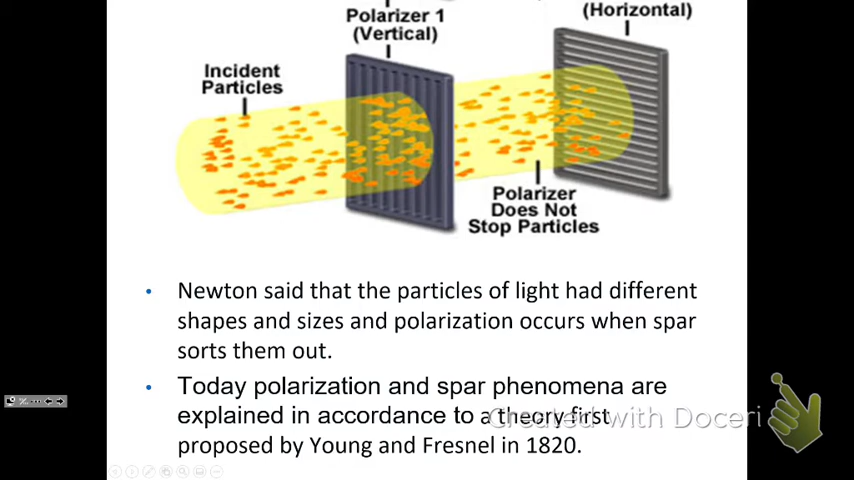 Polarizer 1
(Vertical)
(Horizontal)
Incident
Particles
Polarizer
Does Not
Stop Particles
• Newton said that the particles of light had different
shapes and sizes and polarization occurs when spar
sorts them out.
• Today polarization and spar phenomena are
explained in accordance to a theory first
proposed by Young and Fresnel in 1820.
Created with Doceri